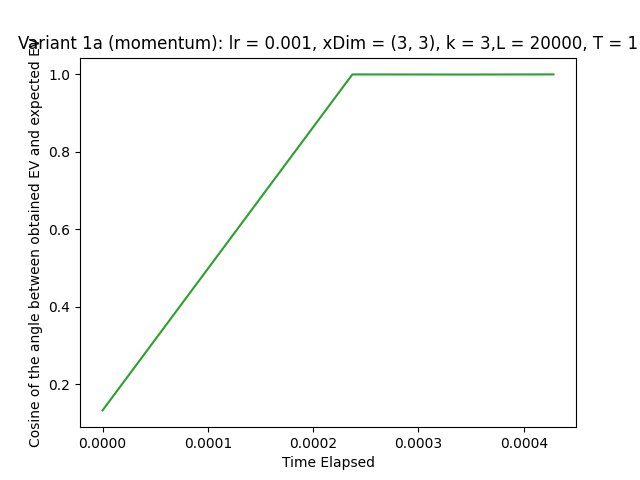 Variant 1a (momentum): lr = 0.001, xDim = (3, 3), k = 3,L = 20000, T = 1
Cosine of the angle between obtained EV and expected EV
1.0
0.8
0.6
0.4
0.2
0.0000 0.0001 0.0002 0.0003 0.0004
Time Elapsed